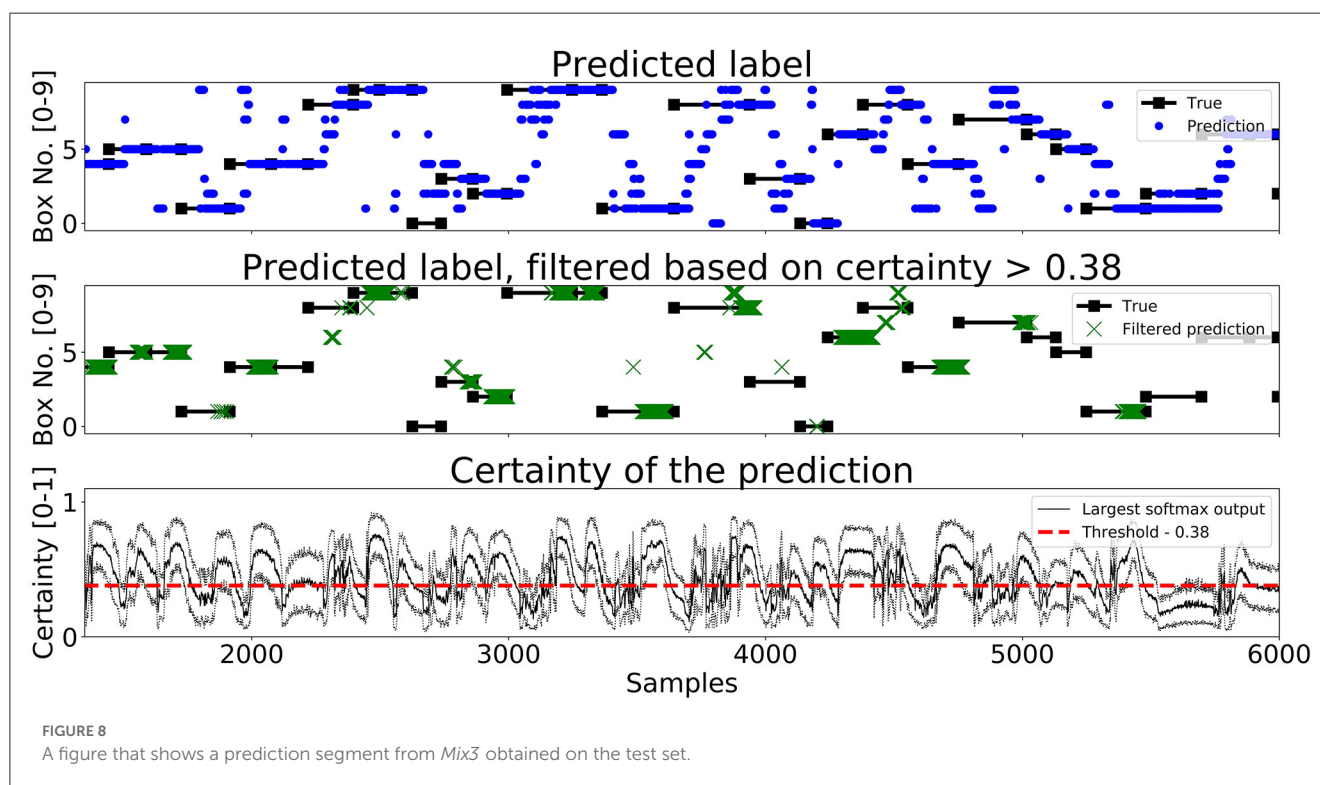 Predicted label
Box No. [0-9]
5
0
True
Prediction
Predicted label, filtered based on certainty > 0.38
Box No. [0-9]
5
0
True
Filtered prediction
Certainty of the prediction
Certainty [0-1]
1
0
Largest softmax output
Threshold - 0.38
2000 3000 4000 5000 6000
Samples
FIGURE 8
A figure that shows a prediction segment from Mix3 obtained on the test set.